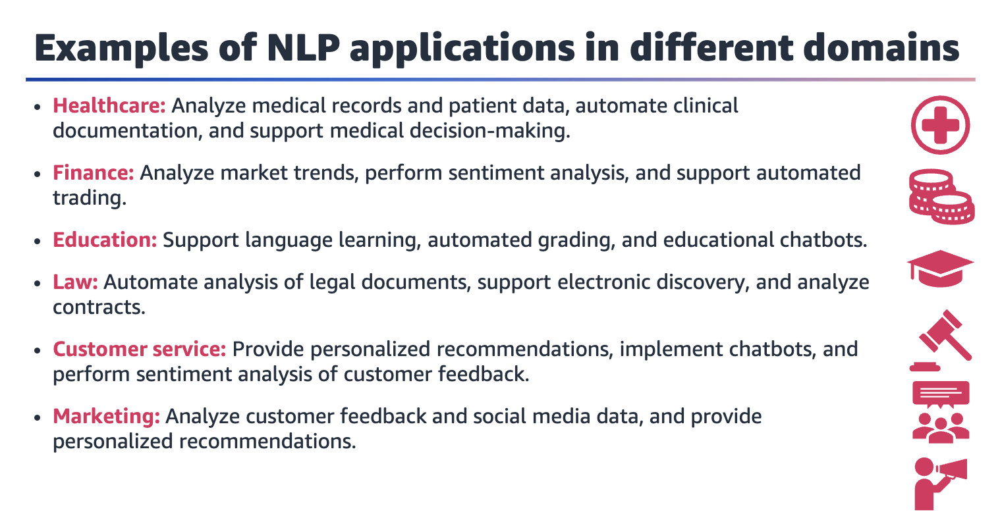 Examples of NLP applications in different domains
• Healthcare: Analyze medical records and patient data, automate clinical
documentation, and support medical decision-making.
• Finance: Analyze market trends, perform sentiment analysis, and support automated
trading.
• Education: Support language learning, automated grading, and educational chatbots.
• Law: Automate analysis of legal documents, support electronic discovery, and analyze
contracts.
• Customer service: Provide personalized recommendations, implement chatbots, and
perform sentiment analysis of customer feedback.
• Marketing: Analyze customer feedback and social media data, and provide
personalized recommendations.